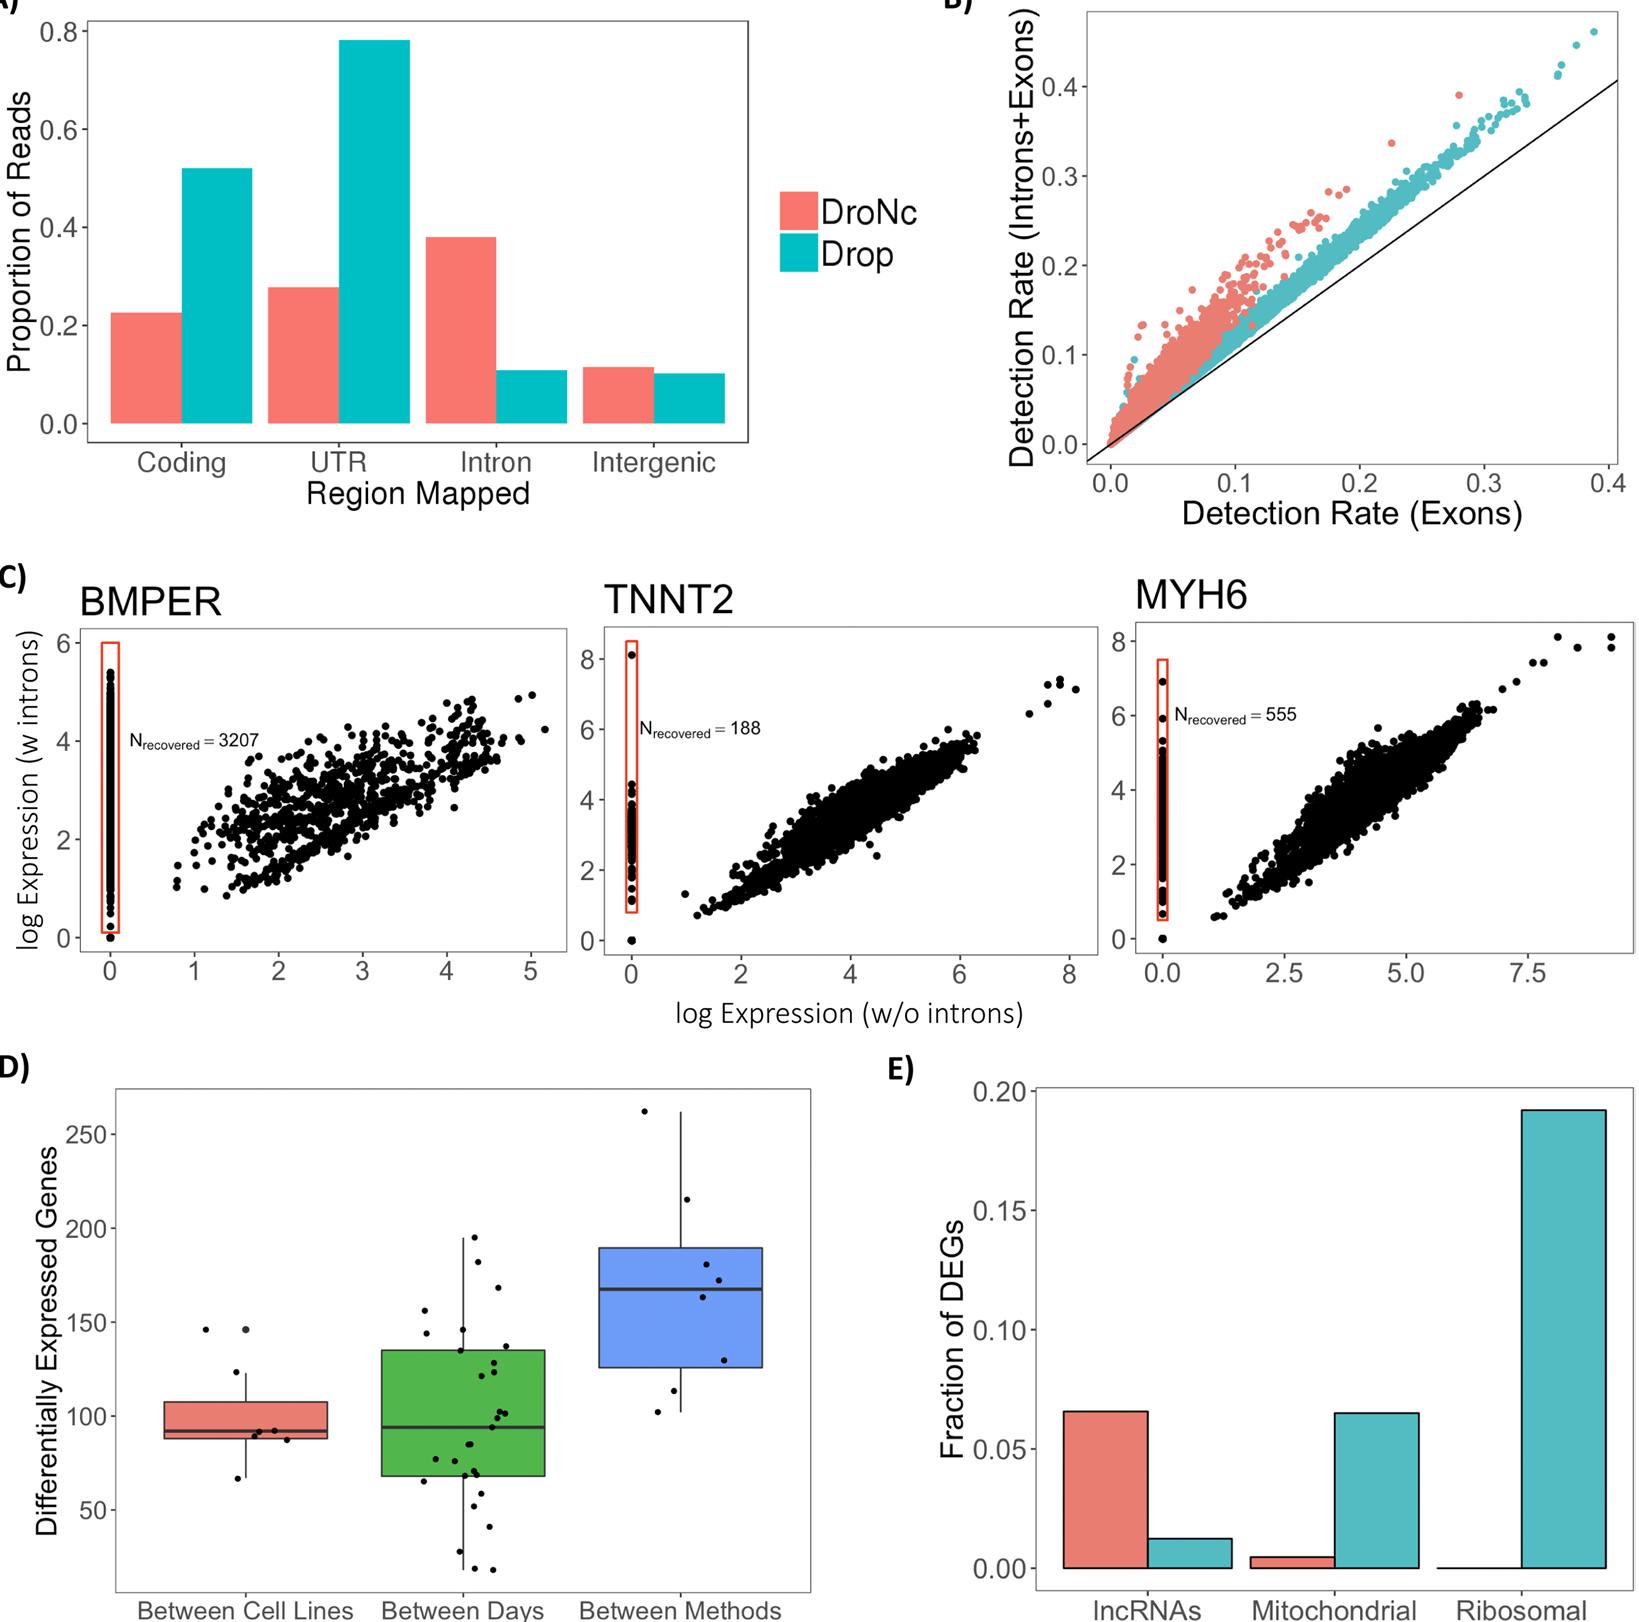 A)
Proportion of Reads
0.8
0.6
0.4
0.2
0.0
Coding UTR Intron Intergenic
Region Mapped
DroNc
Drop
B)
Detection Rate (Introns+Exons)
0.4
0.3
0.2
0.1
0.0
0.0 0.1 0.2 0.3 0.4
Detection Rate (Exons)
C)
log Expression (w introns)
BMPER
6
4
2
0
Nrecovered = 3207
0 1 2 3 4 5
TNNT2
8
6
4
2
0
Nrecovered = 188
0 2 4 6 8
MYH6
8
6
4
2
0
Nrecovered = 555
0.0 2.5 5.0 7.5
log Expression (w/o introns)
D)
Differentially Expressed Genes
250
200
150
100
50
Between Cell Lines Between Days Between Methods
E)
Fraction of DEGs
0.20
0.15
0.10
0.05
0.00
lncRNAs Mitochondrial Ribosomal